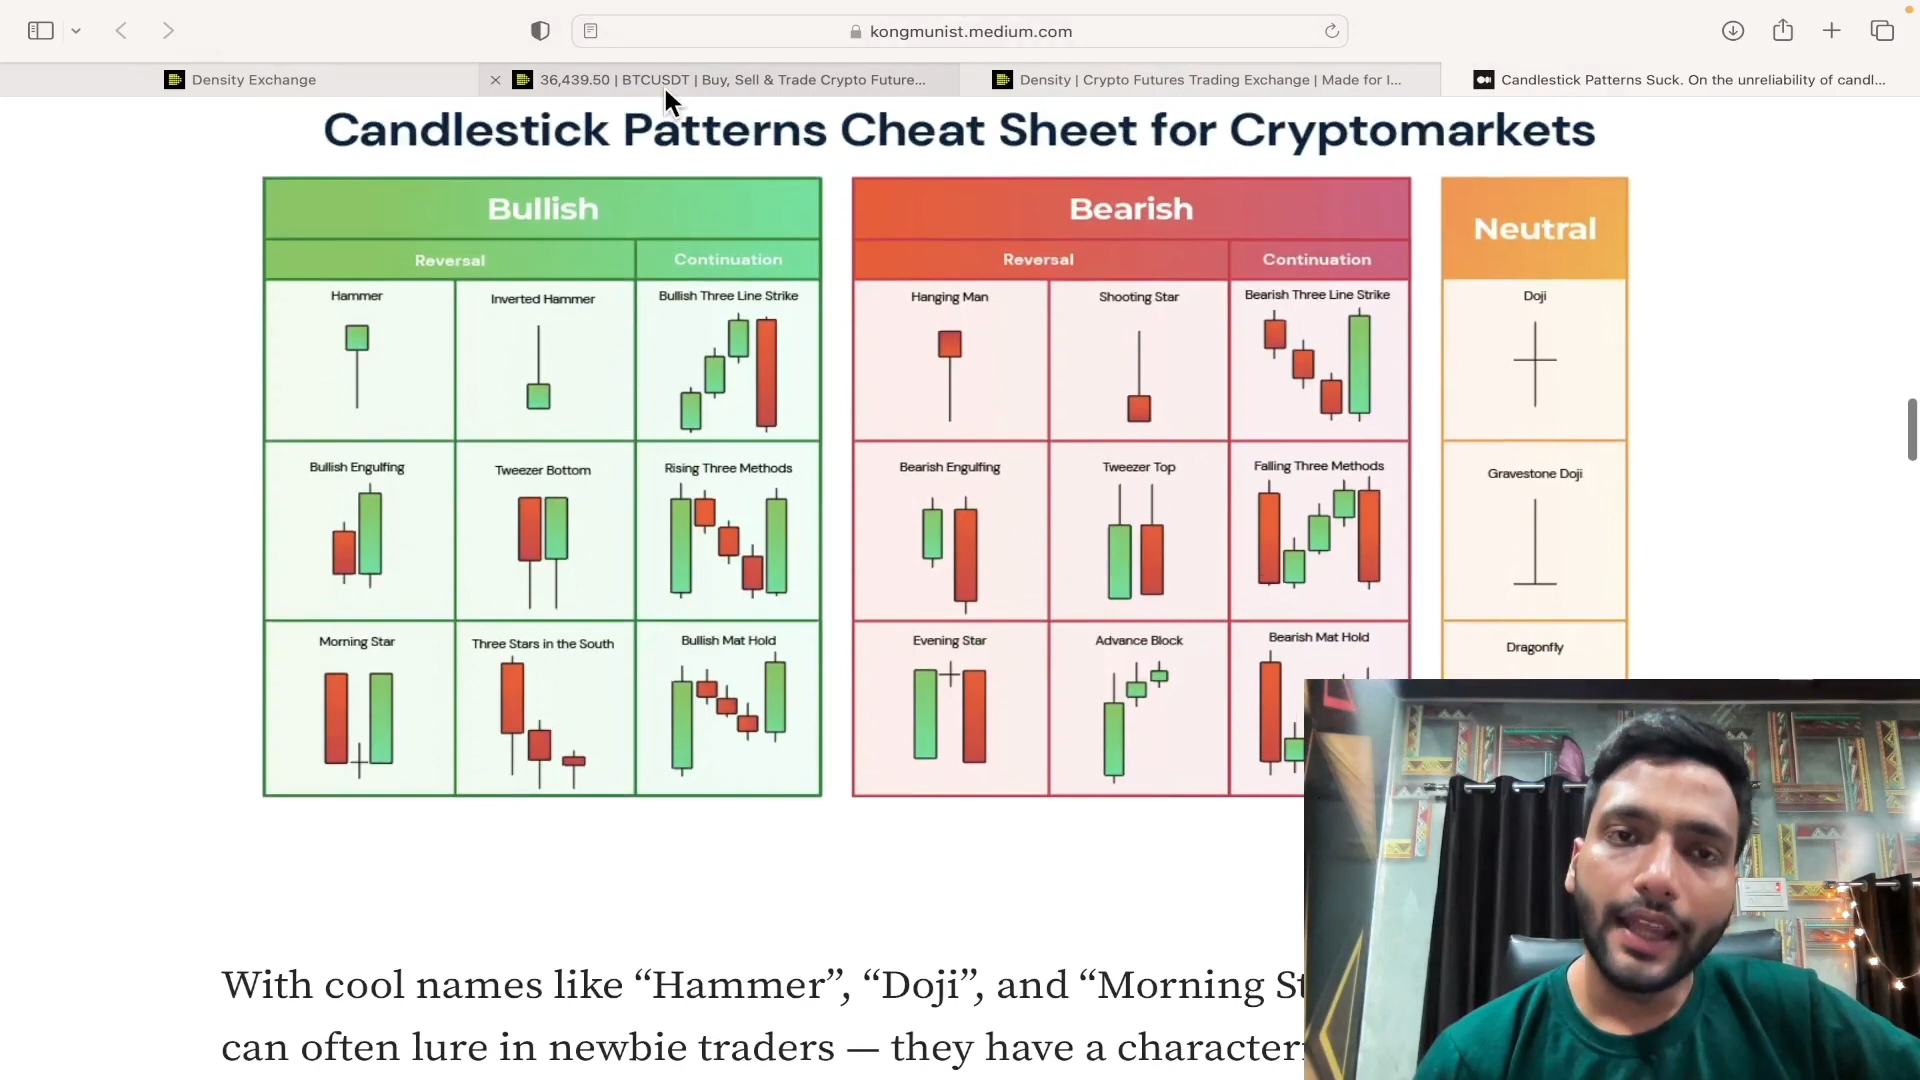 kongmunist.medium.com
Density Exchange
36,439.50 | BTCUSDT | Buy, Sell & Trade Crypto Future...
Density | Crypto Futures Trading Exchange | Made for I...
Candlestick Patterns Suck. On the unreliability of candl...
Candlestick Patterns Cheat Sheet for Cryptomarkets
Bullish
Bearish
Neutral
Reversal
Continuation
Reversal
Continuation
Hammer
Inverted Hammer
Bullish Three Line Strike
Hanging Man
Shooting Star
Bearish Three Line Strike
Doji
Bullish Engulfing
Tweezer Bottom
Rising Three Methods
Bearish Engulfing
Tweezer Top
Falling Three Methods
Gravestone Doji
Morning Star
Three Stars in the South
Bullish Mat Hold
Evening Star
Advance Block
Bearish Mat Hold
Dragonfly
With cool names like “Hammer”, “Doji”, and “Morning
can often lure in newbie traders — they have a